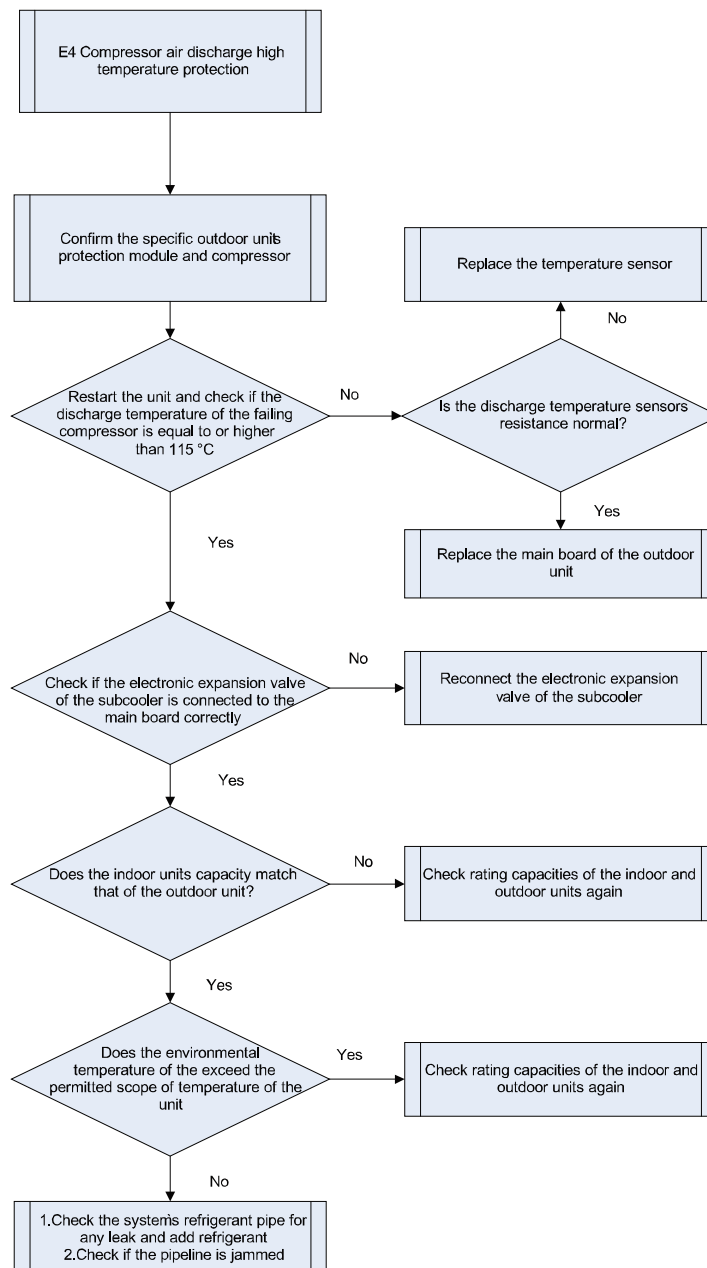 E4 Compressor air discharge high
temperature protection
Confirm the specific outdoor units
protection module and compressor
Replace the temperature sensor
No
Restart the unit and check if the
discharge temperature of the failing
compressor is equal to or higher
than 115 °C
No
Is the discharge temperature sensors
resistance normal?
Yes
Yes
Replace the main board of the outdoor
unit
Check if the electronic expansion valve
of the subcooler is connected to the
main board correctly
No
Reconnect the electronic expansion
valve of the subcooler
Yes
Does the indoor units capacity match
that of the outdoor unit?
No
Check rating capacities of the indoor and
outdoor units again
Yes
Does the environmental
temperature of the exceed the
permitted scope of temperature of the
unit
Yes
Check rating capacities of the indoor and
outdoor units again
No
1.Check the system's refrigerant pipe for
any leak and add refrigerant
2.Check if the pipeline is jammed